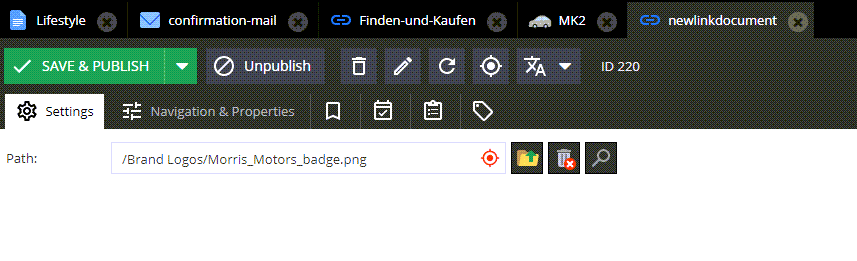 Lifestyle confirmation-mail Finden-und-Kaufen MK2 newlinkdocument
SAVE & PUBLISH Unpublish ID 220
Settings Navigation & Properties
Path: /Brand Logos/Morris_Motors_badge.png